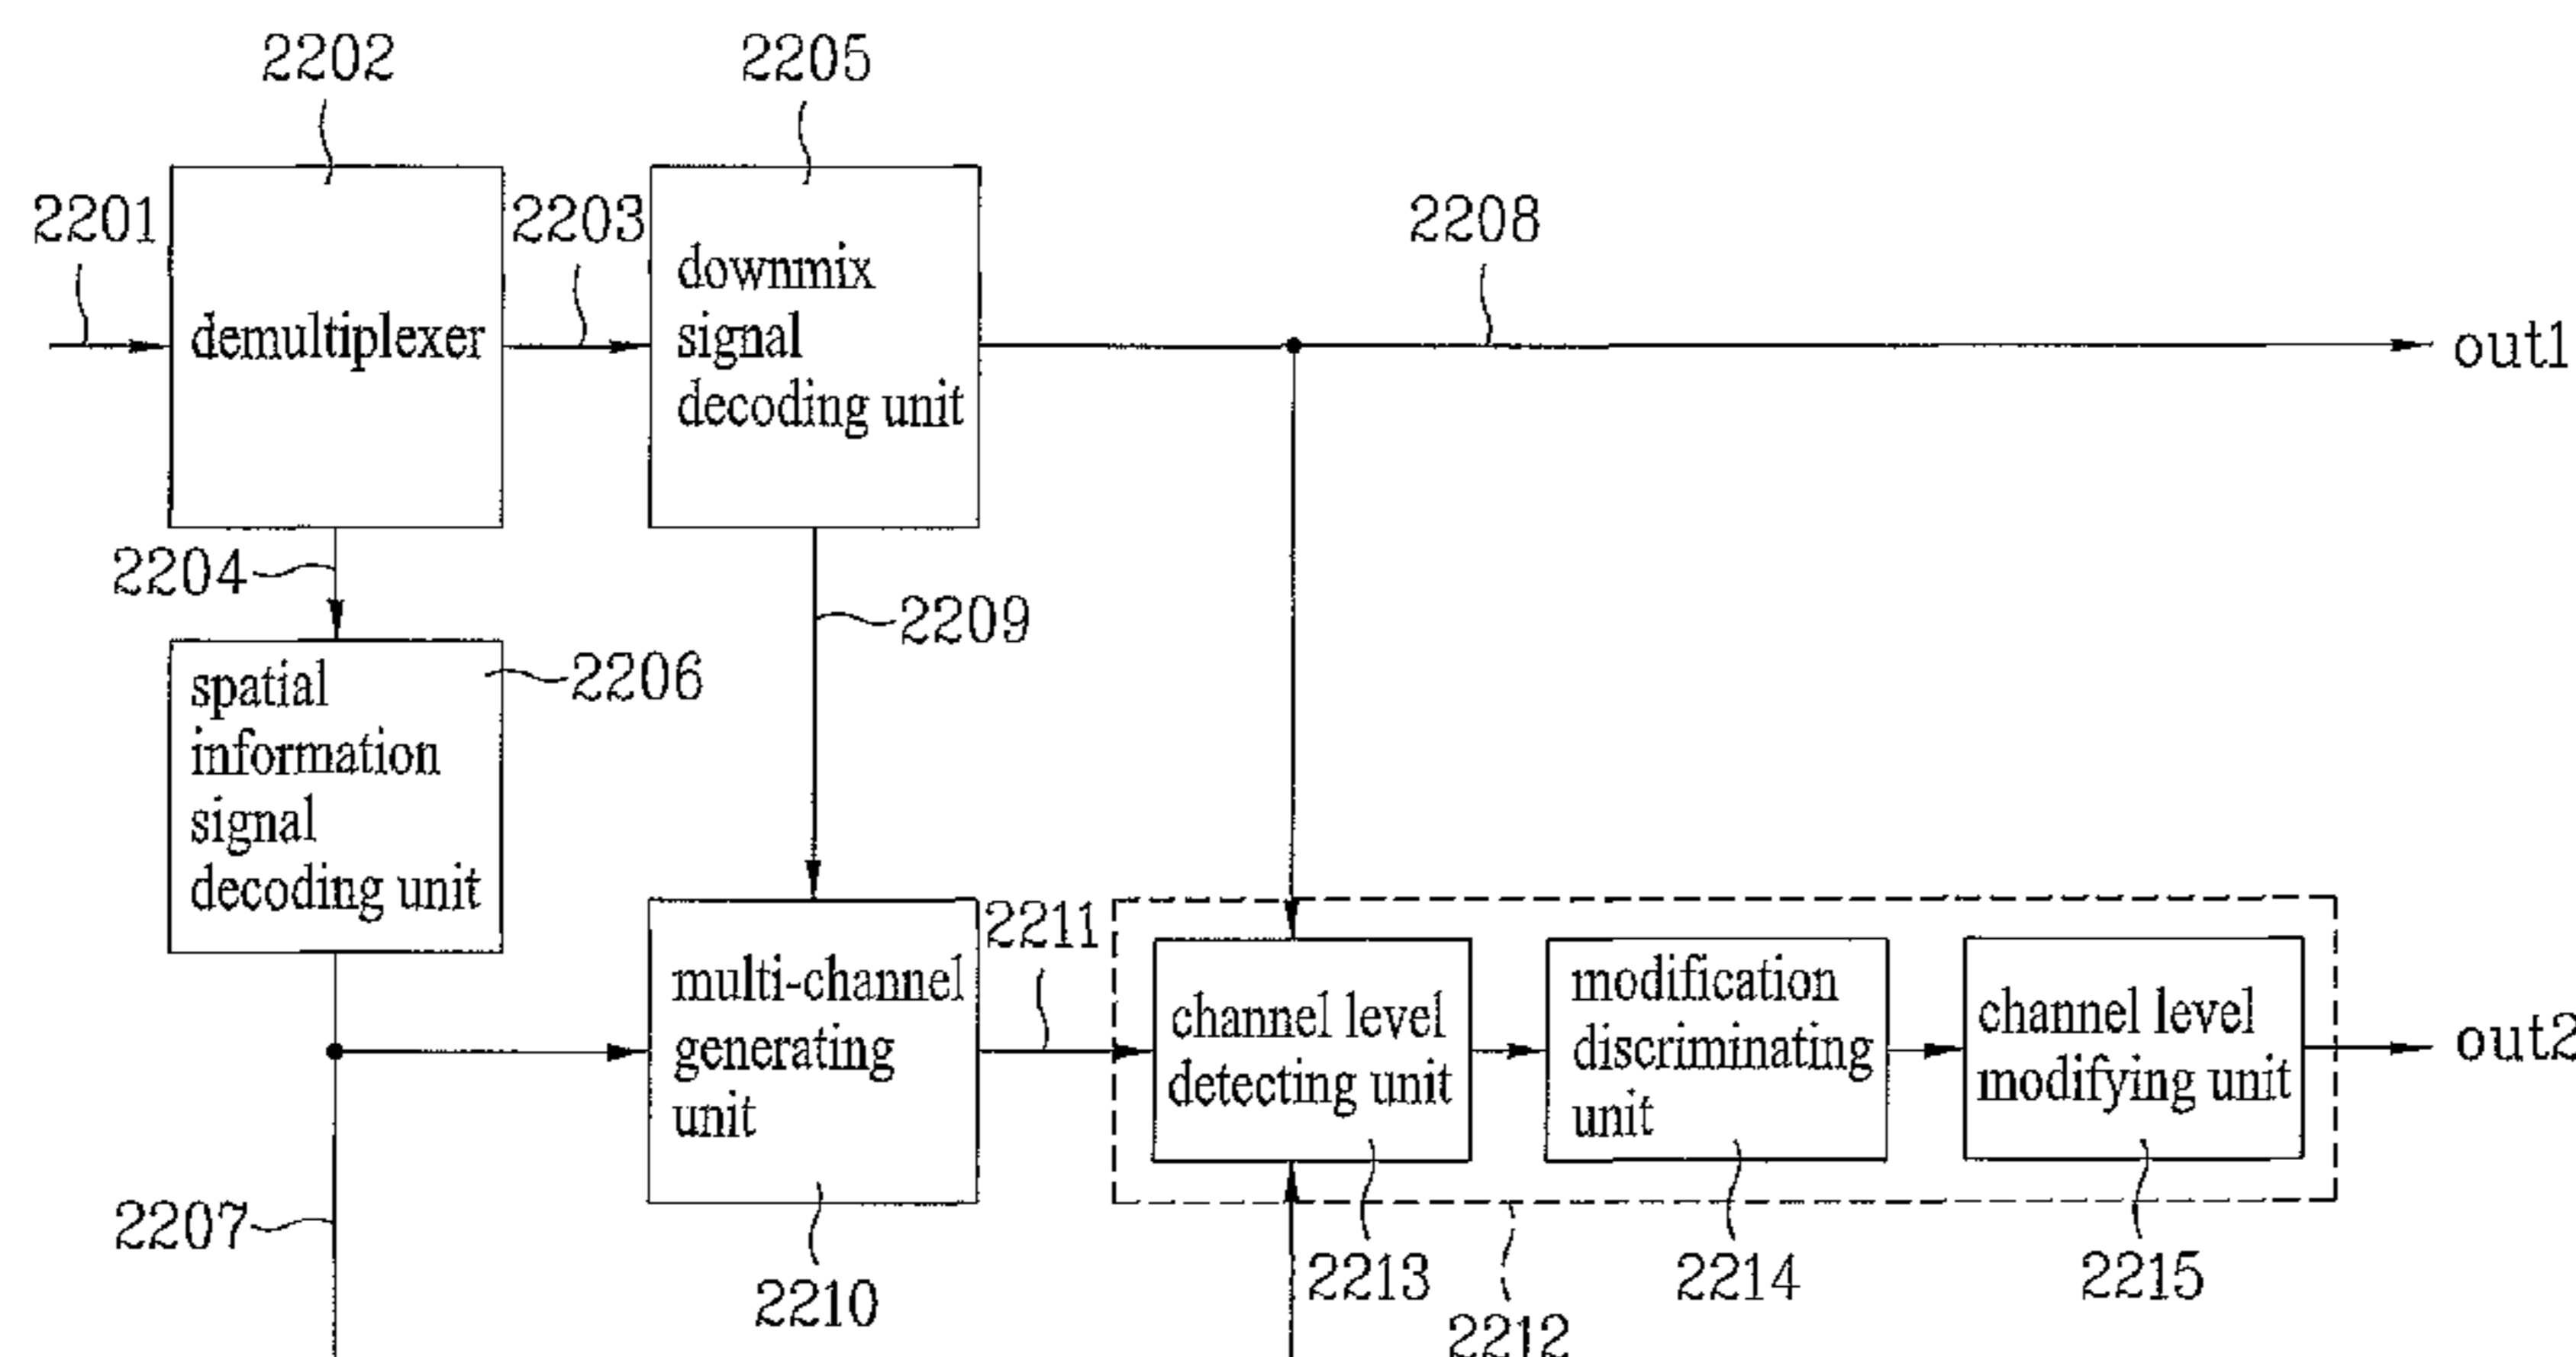 2202
2205
2201
2203
2208
demultiplexer
downmix
signal
decoding unit
out1
2204
2209
spatial
information
signal
decoding unit
2206
2211
multi-channel
generating
unit
channel level
detecting unit
modification
discriminating
unit
channel level
modifying unit
out2
2207
2210
2213
2214
2215
2212